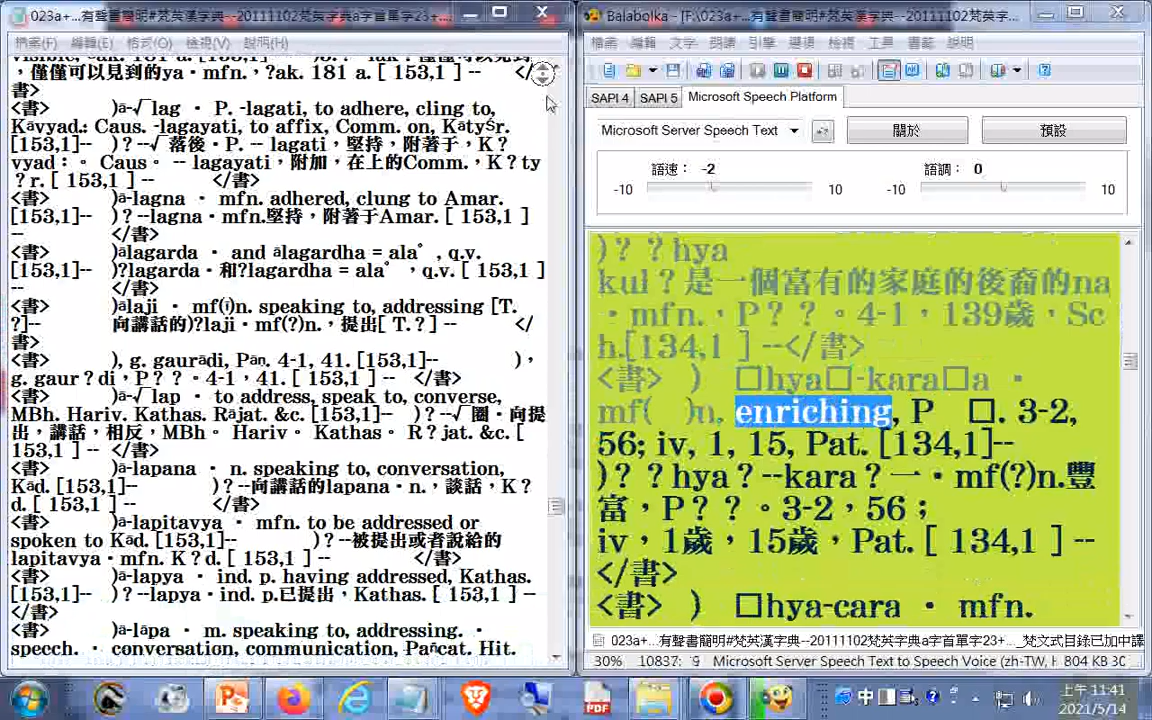 023a+...有聲書簡明#梵英漢字典--20111102梵英字典a字首單字23+...
檔案(F) 編輯(E) 格式(O) 檢視(V) 說明(H)
，僅僅可以見到的ya‧mfn.，?ak. 181 a. [ 153,1 ] -- </
書>
<書> )ā-√ lag ‧ P. -lagati, to adhere, cling to,
Kāvyad.: Caus. -lagayati, to affix, Comm. on, KātyŚr.
[153,1]-- )？--√ 落後‧P. -- lagati，堅持，附著于，K？
vyad：。 Caus。 -- lagayati，附加，在上的Comm.，K？ty
？r. [ 153,1 ] -- </書>
<書> )ā-lagna ‧ mfn. adhered, clung to Amar.
[153,1]-- )？--lagna‧mfn.堅持，附著于Amar. [ 153,1 ]
-- </書>
<書> )ālagarda ‧ and ālagardha = ala° , q.v.
[153,1]-- )?lagarda‧和?lagardha = ala° , q.v. [ 153,1 ]
-- </書>
<書> )ālaji ‧ mf(ī)n. speaking to, addressing [T.
?]-- 向講話的)?laji‧mf(?)n.，提出[ T.？] -- </
書>
<書> ), g. gaurādi, Pāṇ. 4-1, 41. [153,1]-- )，
g. gaur？di，P？？。4-1，41. [ 153,1 ] -- </書>
<書> )ā-√ lap ‧ to address, speak to, converse,
MBh. Hariv. Kathas. Rājat. &c. [153,1]-- )？--√ 圈‧向提
出，講話，相反，MBh。 Hariv。 Kathas。 R？jat. &c. [
153,1 ] -- </書>
<書> )ā-lapana ‧ n. speaking to, conversation,
Kād. [153,1]-- )？--向講話的lapana‧n.，談話，K？
d. [ 153,1 ] -- </書>
<書> )ā-lapitavya ‧ mfn. to be addressed or
spoken to Kād. [153,1]-- )？--被提出或者說給的
lapitavya‧mfn. K？d. [ 153,1 ] -- </書>
<書> )ā-lapya ‧ ind. p. having addressed, Kathas.
[153,1]-- )？--lapya‧ind. p.已提出，Kathas. [ 153,1 ] --
</書>
<書> )ā-lāpa ‧ m. speaking to, addressing. ‧
speech. ‧ conversation, communication, Pañcat. Hit.
Balabolka - [F:\023a+...有聲書簡明#梵英漢字典--20111102梵英字...
檔案 編輯 文字 朗讀 引擎 選項 檢視 工具 書籤 說明
SAPI 4 SAPI 5 Microsoft Speech Platform
Microsoft Server Speech Text 關於 預設
語速： -2 語調： 0
-10 10 -10 10
)？？hya
kul？是一個富有的家庭的後裔的na
‧mfn.，P？？。4-1，139歲，Sc
h.[134,1 ] --</書>
<書> ) □hya□-kara□a ‧
mf( )n, enriching, P □. 3-2,
56; iv, 1, 15, Pat. [134,1]--
)？？hya？--kara？一‧mf(?)n.豐
富，P？？。3-2，56；
iv，1歲，15歲，Pat. [ 134,1 ] --
</書>
<書> ) □hya-cara ‧ mfn.
023a+...有聲書簡明#梵英漢字典--20111102梵英字典a字首單字23+..._梵文式目錄已加中譯
30% 10837: 9 Microsoft Server Speech Text to Speech Voice (zh-TW, 804 KB
中
上午 11:41
2021/5/14